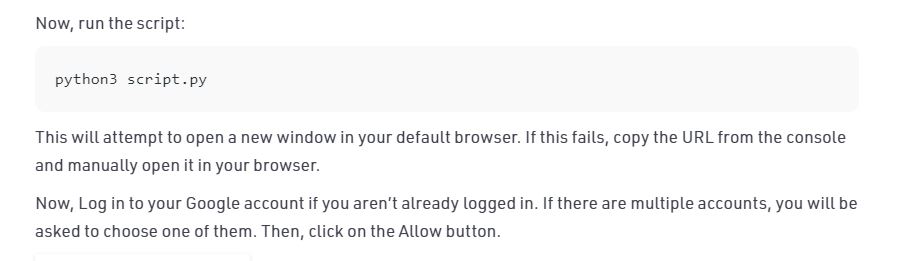 Now, run the script:
python3 script.py
This will attempt to open a new window in your default browser. If this fails, copy the URL from the console
and manually open it in your browser.
Now, Log in to your Google account if you aren’t already logged in. If there are multiple accounts, you will be
asked to choose one of them. Then, click on the Allow button.